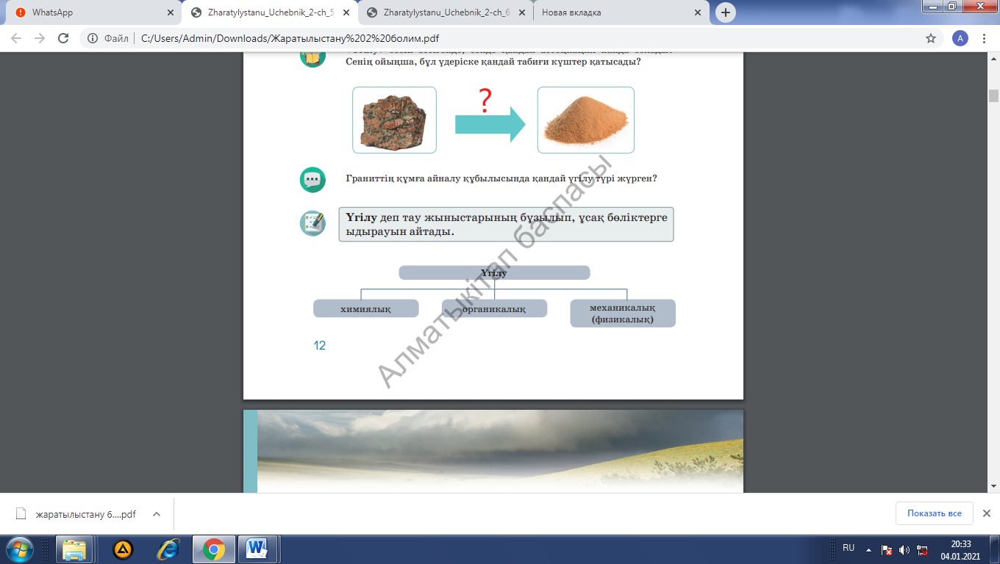 WhatsApp
Zharatylystanu_Uchebnik_2-ch_5
Zharatylystanu_Uchebnik_2-ch_6
Новая вкладка
Файл
C:/Users/Admin/Downloads/Жаратылыстану%202%20болим.pdf
A
Сенің ойыңша, бұл үдеріске қандай табиғи күштер қатысады?
?
Граниттің құмға айналу құбылысында қандай үгілу түрі жүрген?
Үгілу деп тау жыныстарының бұзылып, ұсақ бөліктерге
ыдырауын айтады.
Үгілу
химиялық
органикалық
механикалық
(физикалық)
12
Алматыкітап баспасы
жаратылыстану 6....pdf
Показать все
RU
20:33
04.01.2021